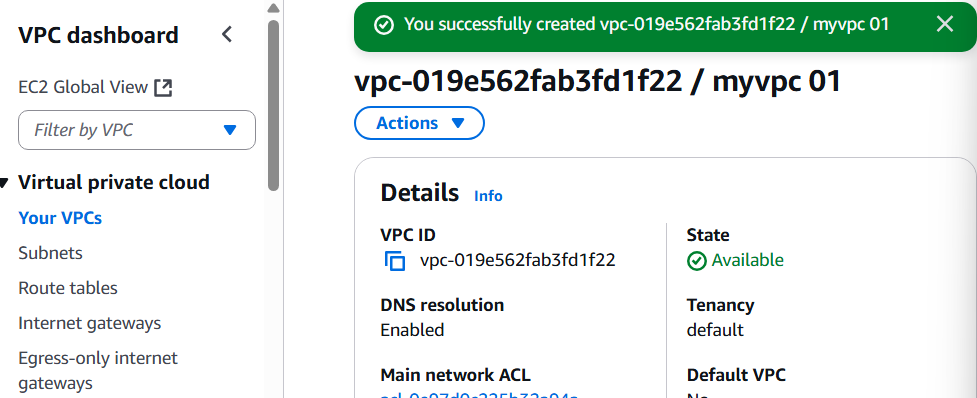 VPC dashboard
EC2 Global View
Filter by VPC
Virtual private cloud
Your VPCs
Subnets
Route tables
Internet gateways
Egress-only internet
gateways
You successfully created vpc-019e562fab3fd1f22 / myvpc 01
vpc-019e562fab3fd1f22 / myvpc 01
Actions
Details Info
VPC ID
vpc-019e562fab3fd1f22
State
Available
DNS resolution
Enabled
Tenancy
default
Main network ACL
Default VPC
No